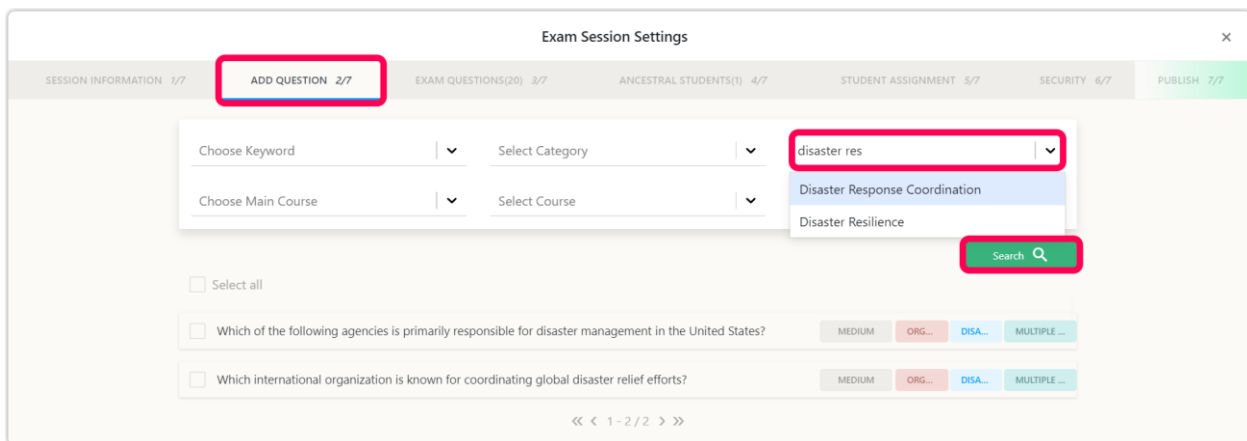 Exam Session Settings
SESSION INFORMATION 1/7 ADD QUESTION 2/7 EXAM QUESTIONS(20) 3/7 ANCESTRAL STUDENTS(1) 4/7 STUDENT ASSIGNMENT 5/7 SECURITY 6/7 PUBLISH 7/7
Choose Keyword Select Category disaster res
Disaster Response Coordination
Choose Main Course Select Course
Disaster Resilience
Search
Select all
Which of the following agencies is primarily responsible for disaster management in the United States? MEDIUM ORG... DISA... MULTIPLE ...
Which international organization is known for coordinating global disaster relief efforts? MEDIUM ORG... DISA... MULTIPLE ...
1 - 2 / 2